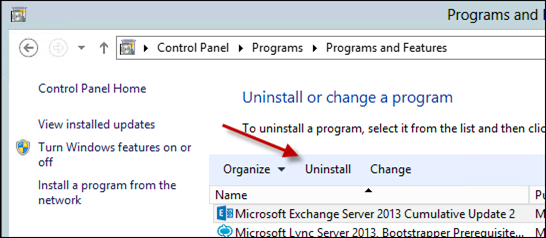 Programs and
Control Panel Programs Programs and Features
Control Panel Home
View installed updates
Turn Windows features on or
off
Install a program from the
network
Uninstall or change a program
To uninstall a program, select it from the list and then clic
Organize Uninstall Change
Name
Microsoft Exchange Server 2013 Cumulative Update 2
Microsoft Lync Server 2013, Bootstrapper Prerequisite...